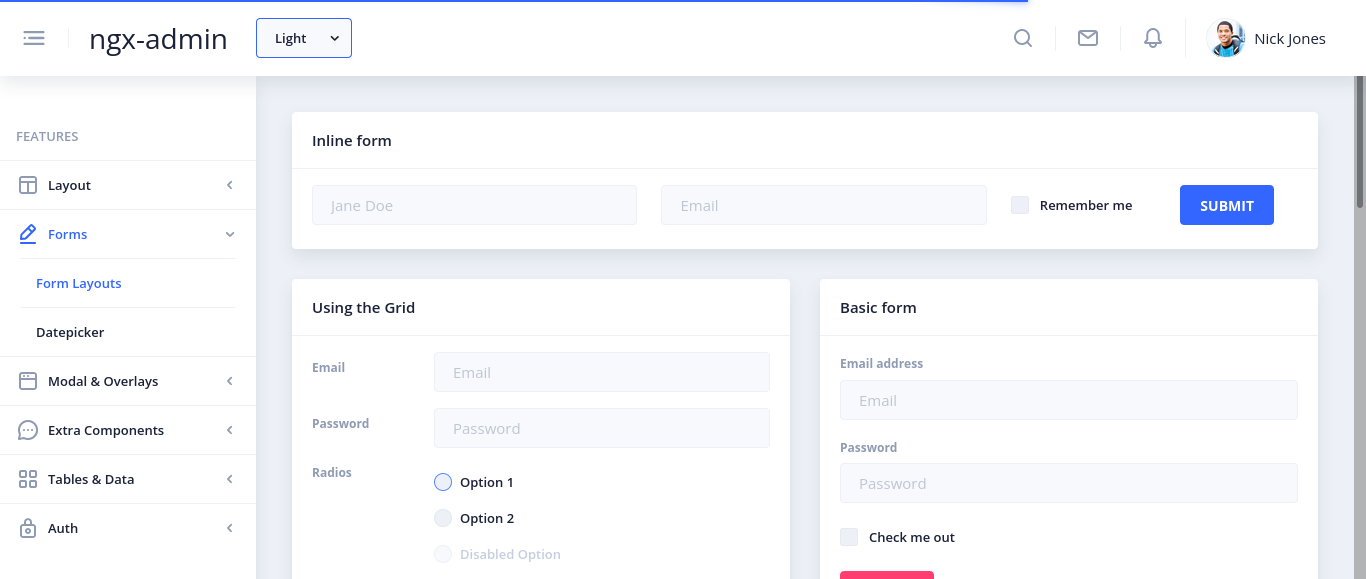 ngx-admin
Light
Nick Jones
FEATURES
Layout
Forms
Form Layouts
Datepicker
Modal & Overlays
Extra Components
Tables & Data
Auth
Inline form
Jane Doe
Email
Remember me
SUBMIT
Using the Grid
Email
Email
Password
Password
Radios
Option 1
Option 2
Disabled Option
Basic form
Email address
Email
Password
Password
Check me out